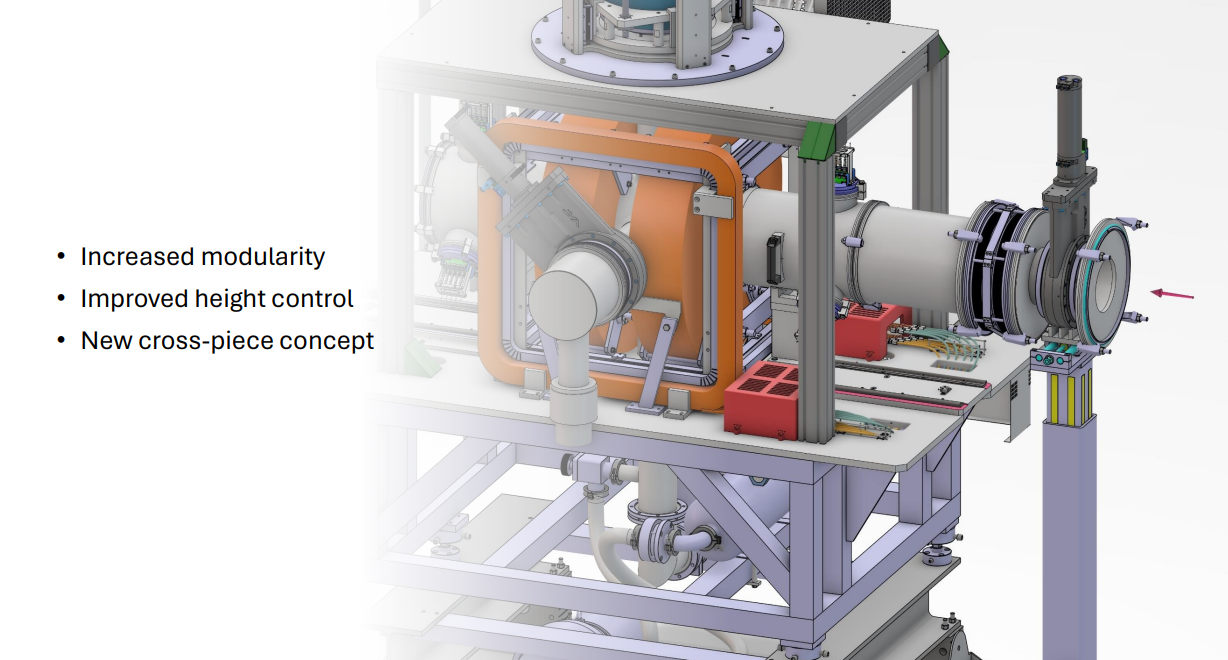 • Increased modularity
• Improved height control
• New cross-piece concept